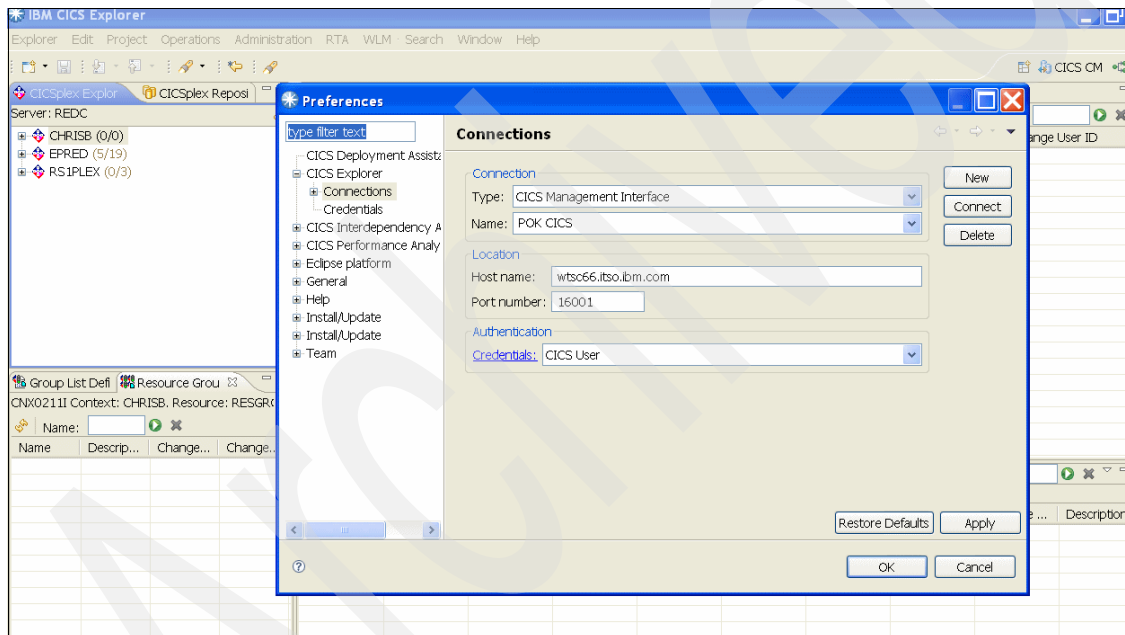 IBM CICS Explorer
Explorer Edit Project Operations Administration RTA WLM Search Window Help
CICS CM
CICSplex Explor
CICSplex Reposi
Server: REDC
CHRISB (0/0)
EPRED (5/19)
RS1PLEX (0/3)
Preferences
type filter text
CICS Deployment Assista
CICS Explorer
Connections
Credentials
CICS Interdependency A
CICS Performance Analy
Eclipse platform
General
Help
Install/Update
Install/Update
Team
Connections
Connection
Type: CICS Management Interface
Name: POK CICS
New
Connect
Delete
Location
Host name: wtsc66.itso.ibm.com
Port number: 16001
Authentication
Credentials: CICS User
Restore Defaults
Apply
OK
Cancel
ange User ID
Group List Defi
Resource Grou
CNX0211I Context: CHRISB. Resource: RESGR
Name:
Name Descrip... Change... Change..
... Description